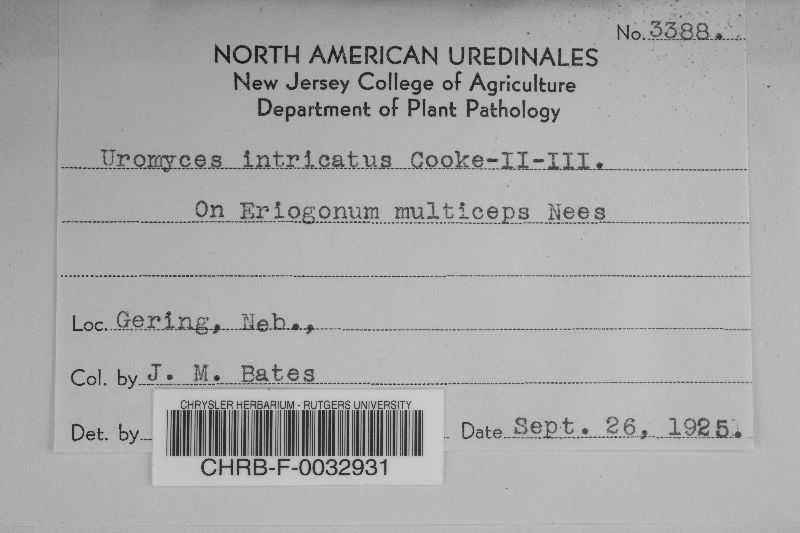 No. 3388.
NORTH AMERICAN UREDINALES
New Jersey College of Agriculture
Department of Plant Pathology
Uromyces intricatus Cooke-II-III.
On Eriogonum multiceps Nees
Loc. Gering, Neb.,
Col. by J. M. Bates
Det. by
Date Sept. 26, 1925.
CHRYSLER HERBARIUM - RUTGERS UNIVERSITY
CHRB-F-0032931